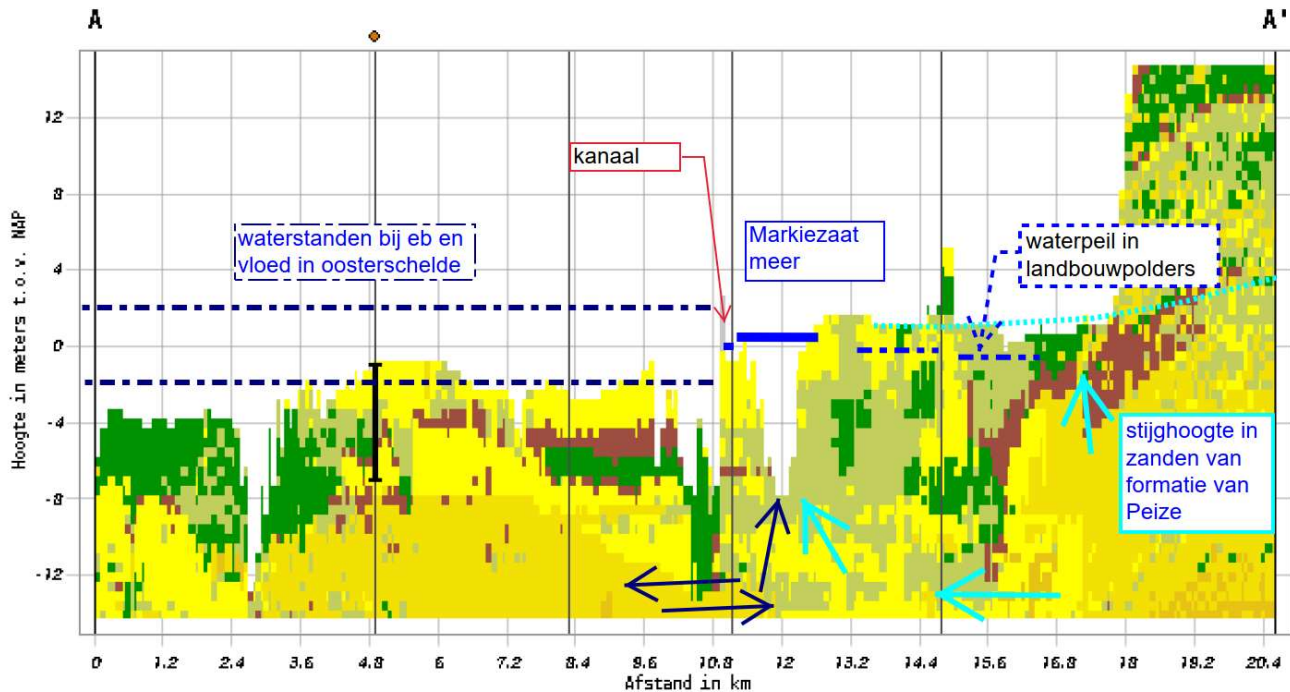 A
A'
kanaal
waterstanden bij eb en
vloed in oosterschelde
Markiezaat
meer
waterpeil in
landbouwpolders
stijghoogte in
zanden van
formatie van
Peize
Hoogte in meters t.o.v. NAP
12
8
4
0
-4
-8
-12
0 1.2 2.4 3.6 4.8 6 7.2 8.4 9.6 10.8 12 13.2 14.4 15.6 16.8 18 19.2 20.4
Afstand in km